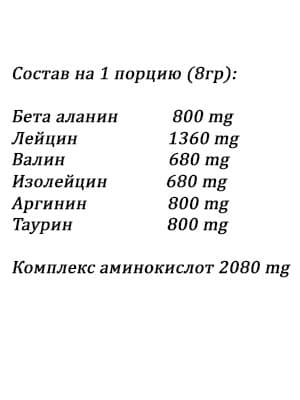 Состав на 1 порцию (8гр):
Бета аланин 800 mg
Лейцин 1360 mg
Валин 680 mg
Изолейцин 680 mg
Аргинин 800 mg
Таурин 800 mg
Комплекс аминокислот 2080 mg